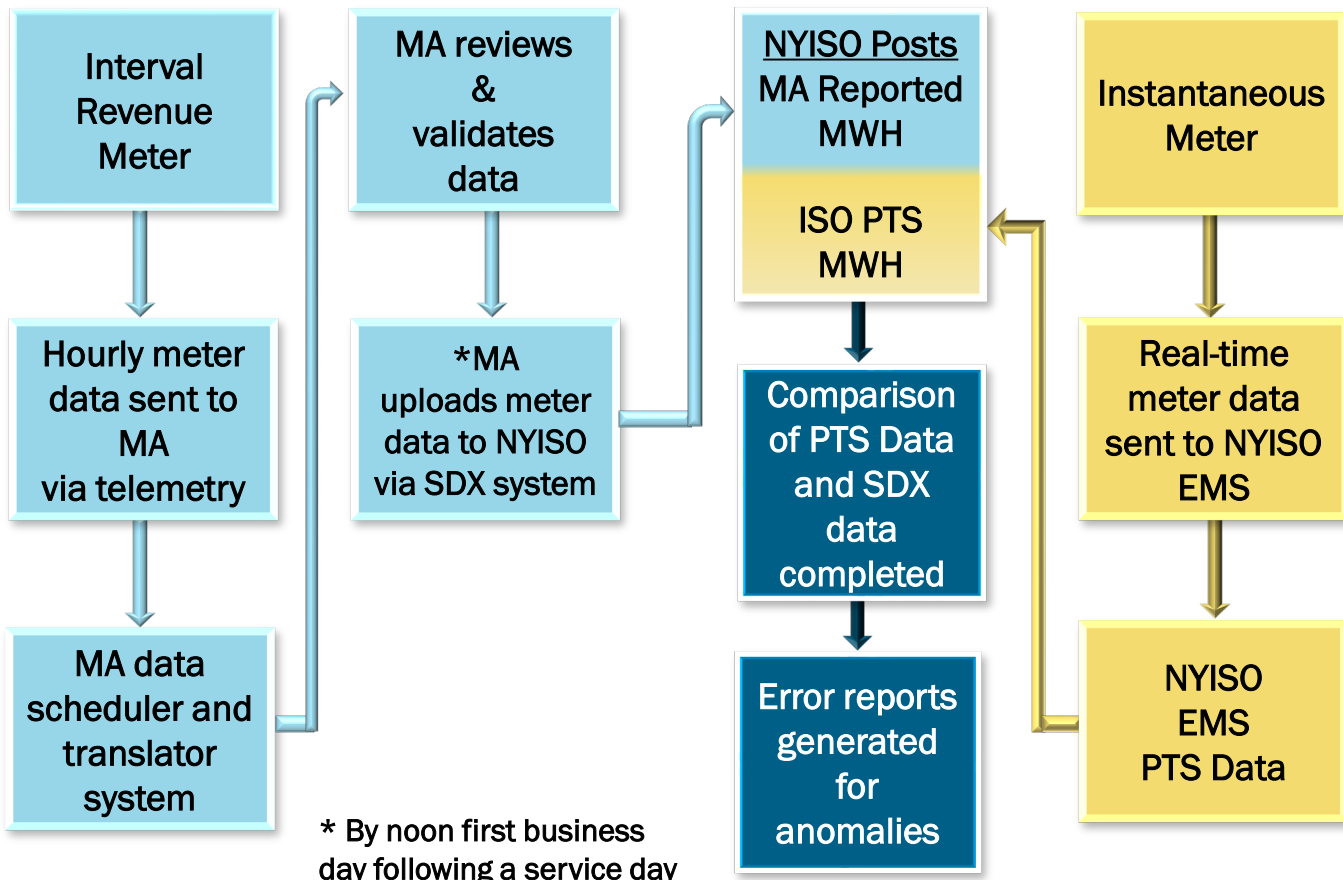 Interval
Revenue
Meter
Hourly meter
data sent to
MA
via telemetry
MA data
scheduler and
translator
system
MA reviews
&
validates
data
*MA
uploads meter
data to NYISO
via SDX system
* By noon first business
day following a service day
NYISO Posts
MA Reported
MWH
ISO PTS
MWH
Comparison
of PTS Data
and SDX
data
completed
Error reports
generated
for
anomalies
Instantaneous
Meter
Real-time
meter data
sent to NYISO
EMS
NYISO
EMS
PTS Data